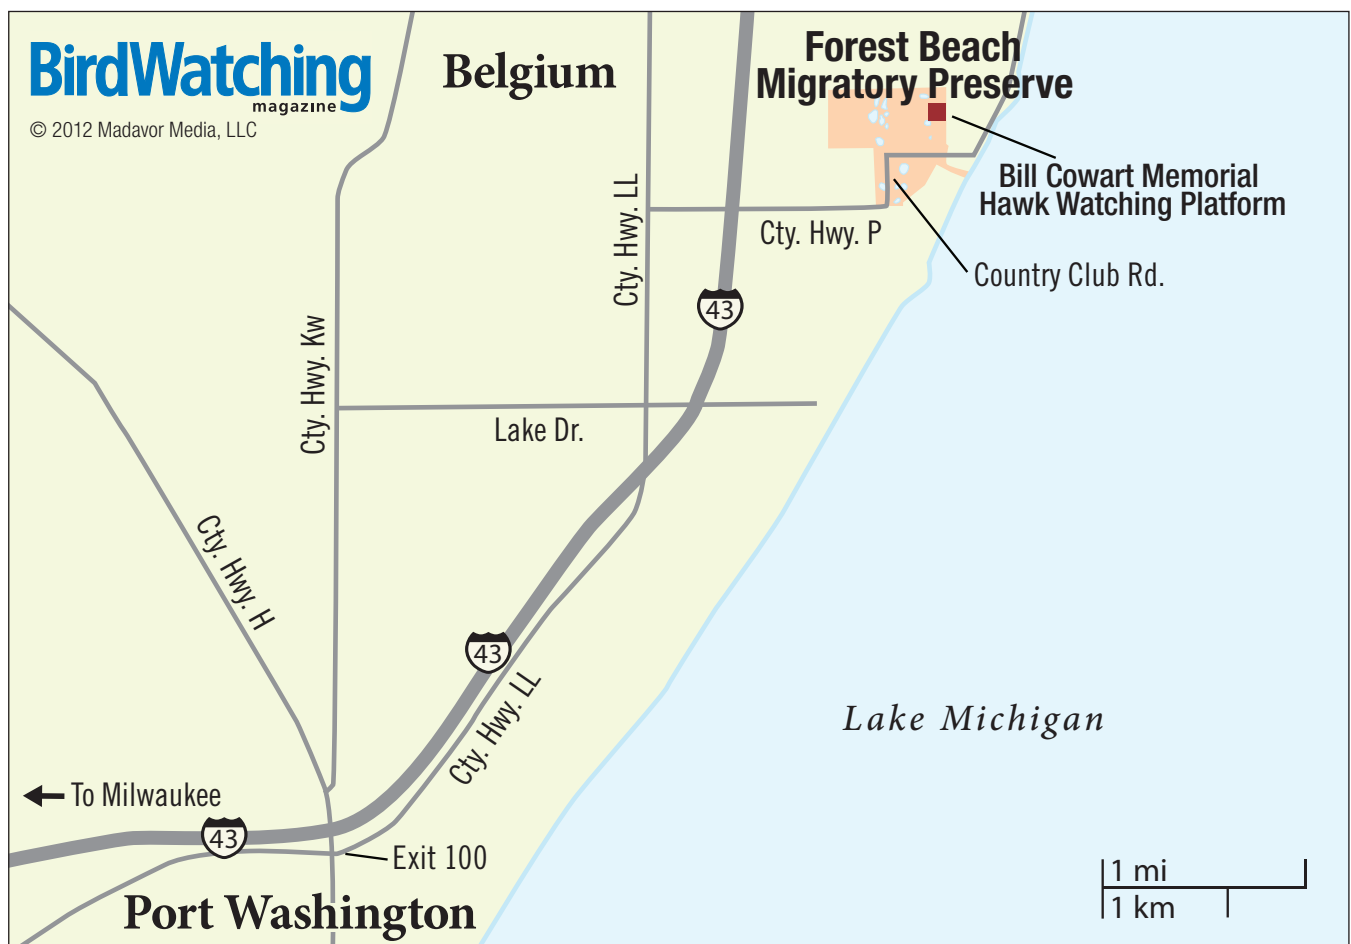 BirdWatching
magazine
© 2012 Madavor Media, LLC
Belgium
Forest Beach
Migratory Preserve
Bill Cowart Memorial
Hawk Watching Platform
Cty. Hwy. LL
Cty. Hwy. P
Country Club Rd.
43
Cty. Hwy. Kw
Lake Dr.
Cty. Hwy. H
43
Cty. Hwy. LL
Lake Michigan
To Milwaukee
43
Exit 100
Port Washington
1 mi
1 km